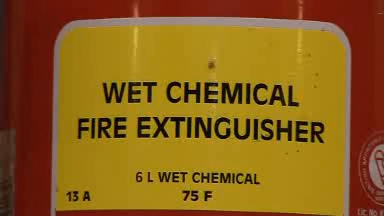 WET CHEMICAL
FIRE EXTINGUISHER
6 L WET CHEMICAL
13 A 75 F